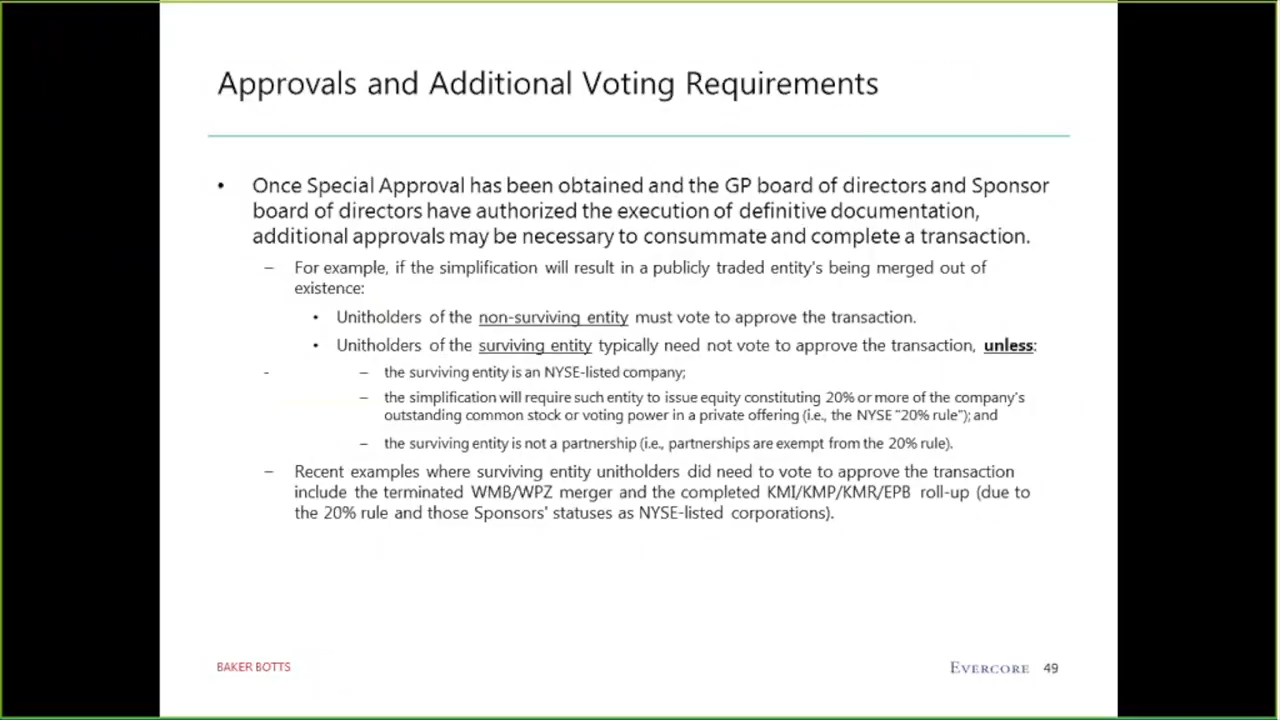 Approvals and Additional Voting Requirements
• Once Special Approval has been obtained and the GP board of directors and Sponsor
board of directors have authorized the execution of definitive documentation,
additional approvals may be necessary to consummate and complete a transaction.
– For example, if the simplification will result in a publicly traded entity's being merged out of
existence:
• Unitholders of the non-surviving entity must vote to approve the transaction.
• Unitholders of the surviving entity typically need not vote to approve the transaction, unless:
- – the surviving entity is an NYSE-listed company;
– the simplification will require such entity to issue equity constituting 20% or more of the company's
outstanding common stock or voting power in a private offering (i.e., the NYSE "20% rule"); and
– the surviving entity is not a partnership (i.e., partnerships are exempt from the 20% rule).
– Recent examples where surviving entity unitholders did need to vote to approve the transaction
include the terminated WMB/WPZ merger and the completed KMI/KMP/KMR/EPB roll-up (due to
the 20% rule and those Sponsors' statuses as NYSE-listed corporations).
BAKER BOTTS
EVERCORE 49